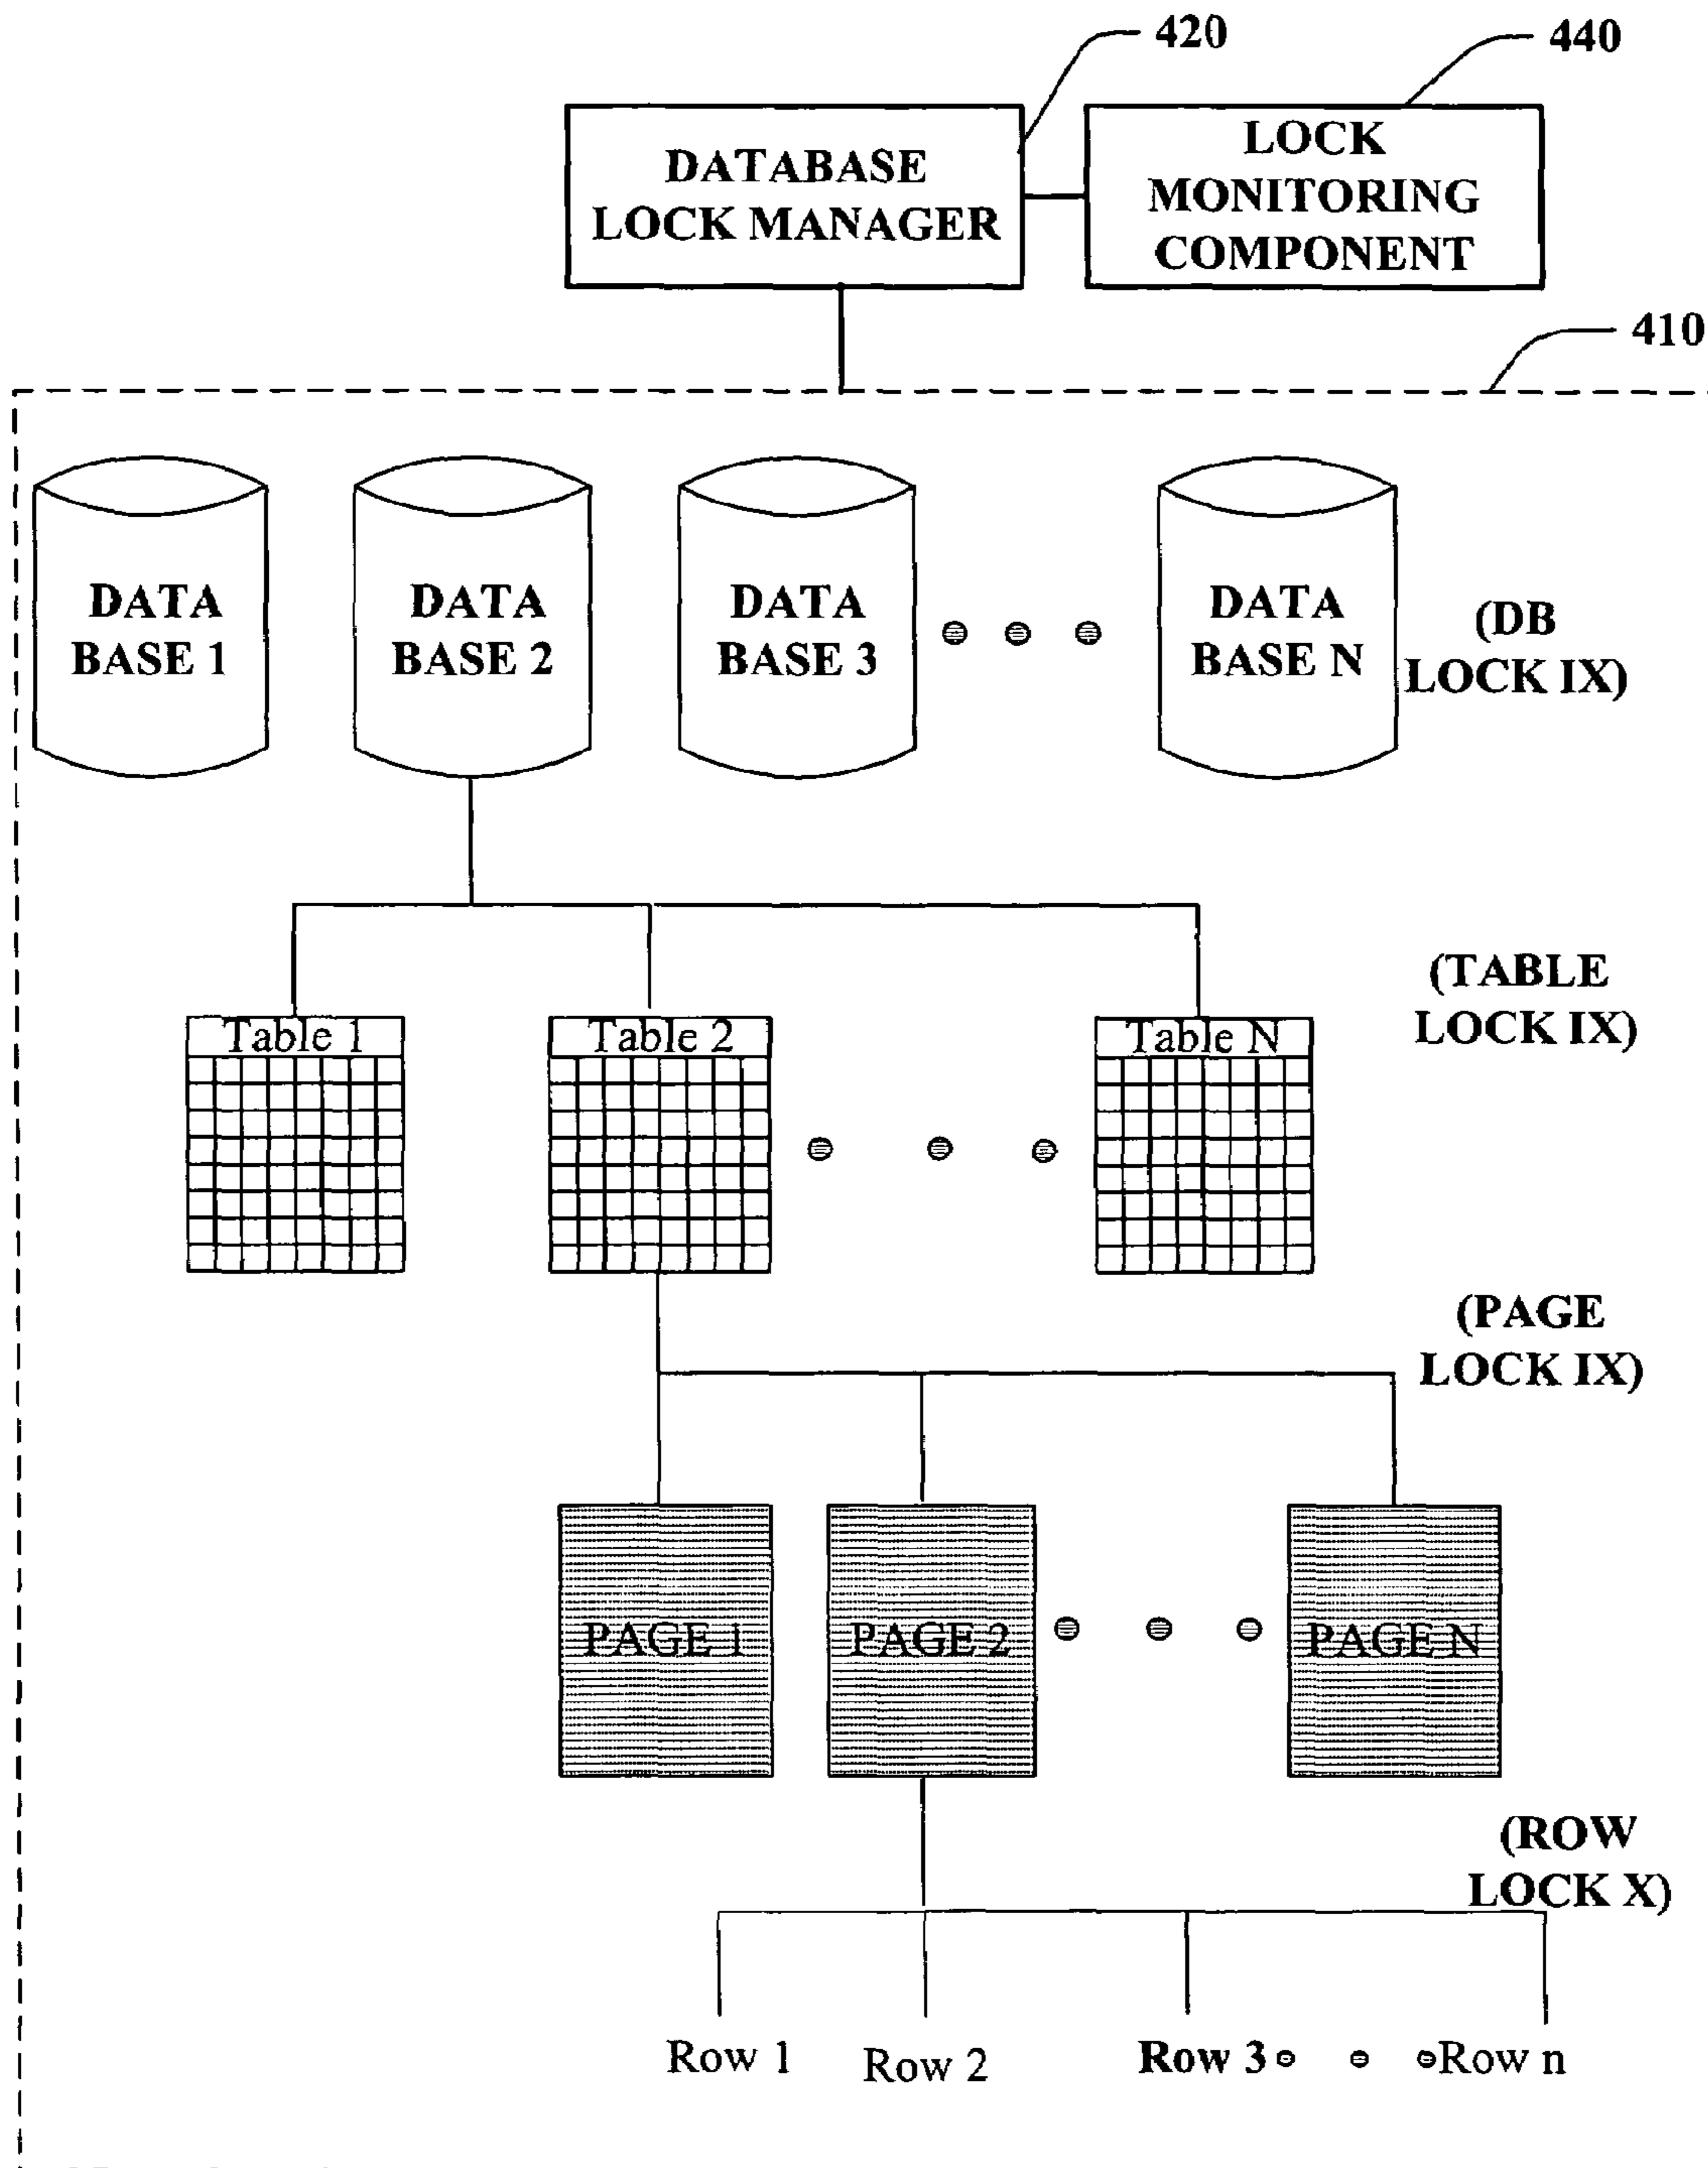 420
440
DATABASE
LOCK MANAGER
LOCK
MONITORING
COMPONENT
410
DATA
BASE 1
DATA
BASE 2
DATA
BASE 3
DATA
BASE N
(DB
LOCK IX)
(TABLE
LOCK IX)
Table 1
Table 2
Table N
(PAGE
LOCK IX)
PAGE 1
PAGE 2
PAGE N
(ROW
LOCK X)
Row 1
Row 2
Row 3
Row n